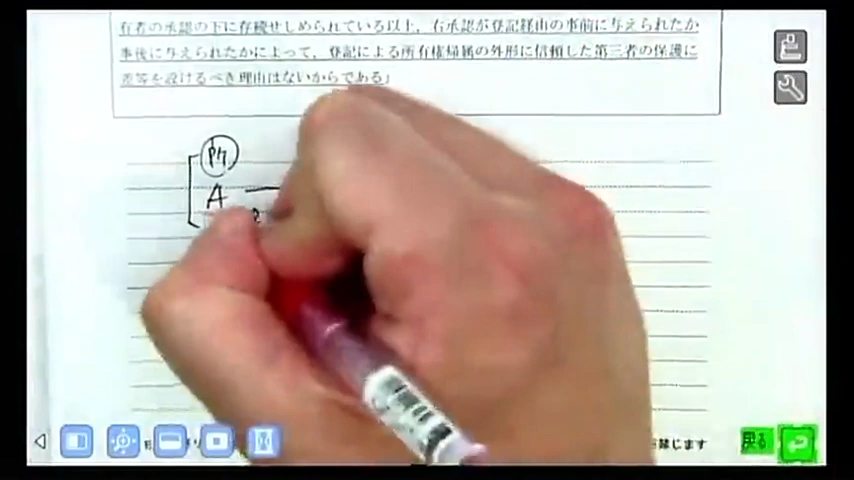 有者の承認の下に存続せしめられている以上、右承認が登記経由の事前に与えられたか
事後に与えられたかによって、登記による所有権帰属の外形に信頼した第三者の保護に
差等を設けるべき理由はないからである」
A
禁じます
戻る